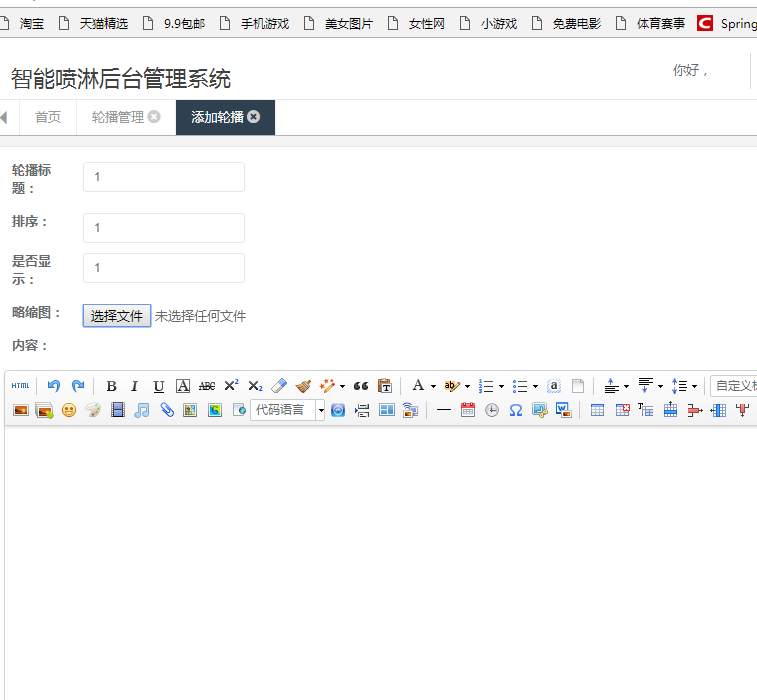 淘宝 天猫精选 9.9包邮 手机游戏 美女图片 女性网 小游戏 免费电影 体育赛事 Spring
智能喷淋后台管理系统
你好，
首页 轮播管理 添加轮播
轮播标
题：
1
排序：
1
是否显
示：
1
略缩图：
选择文件 未选择任何文件
内容：
HTML B I U A ABC X² X₂ A ab a 自定义标
代码语言 Ω